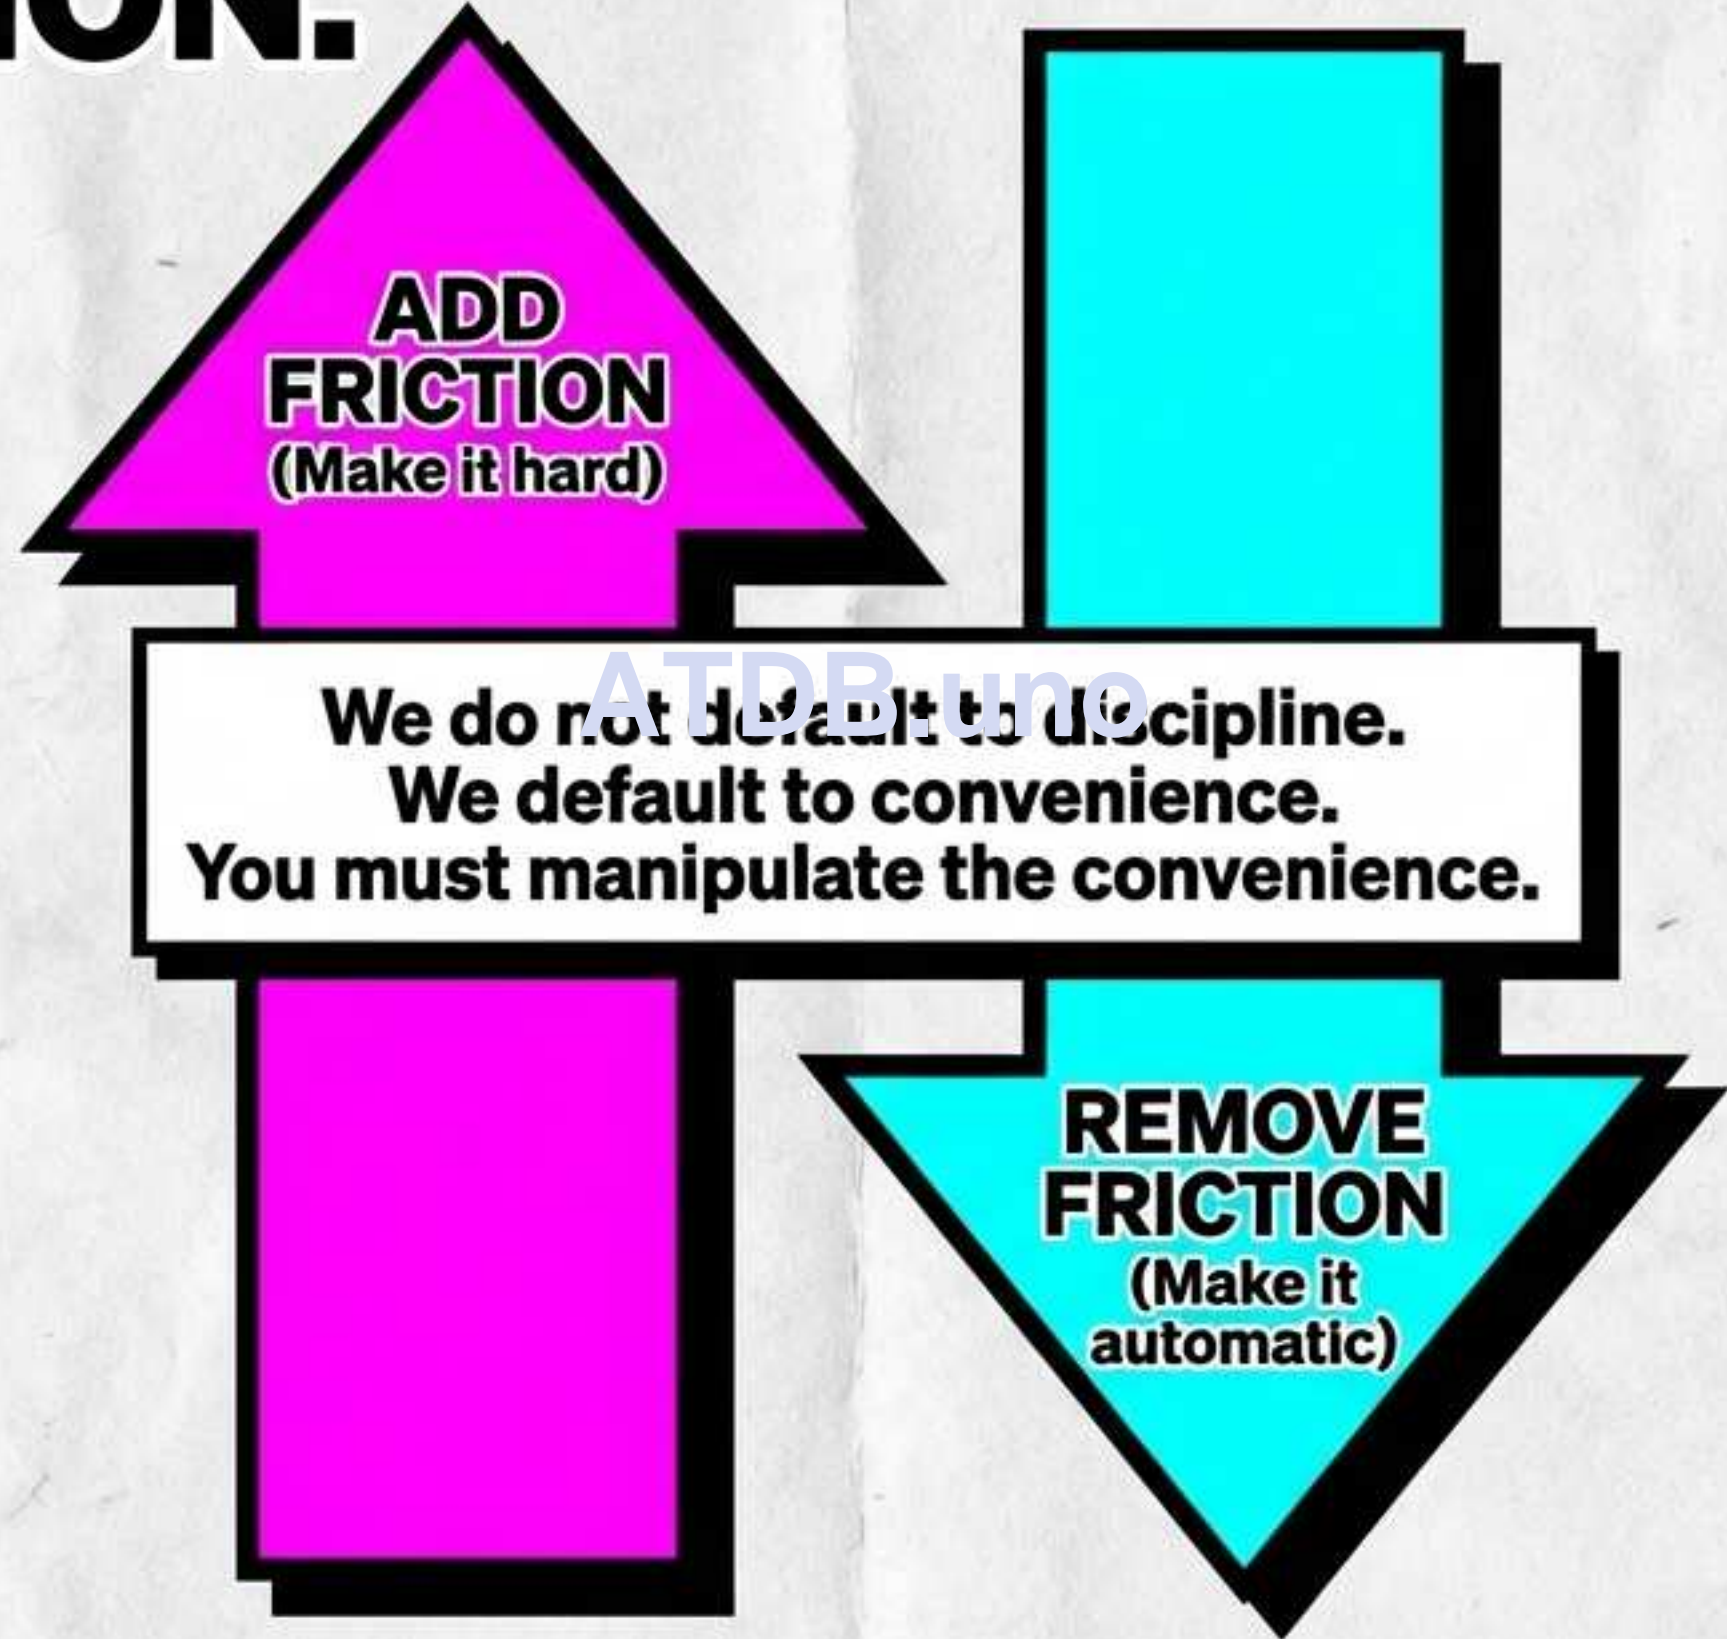 ADD
FRICTION
(Make it hard)
ATDB.uno
We do not default to discipline.
We default to convenience.
You must manipulate the convenience.
REMOVE
FRICTION
(Make it
automatic)